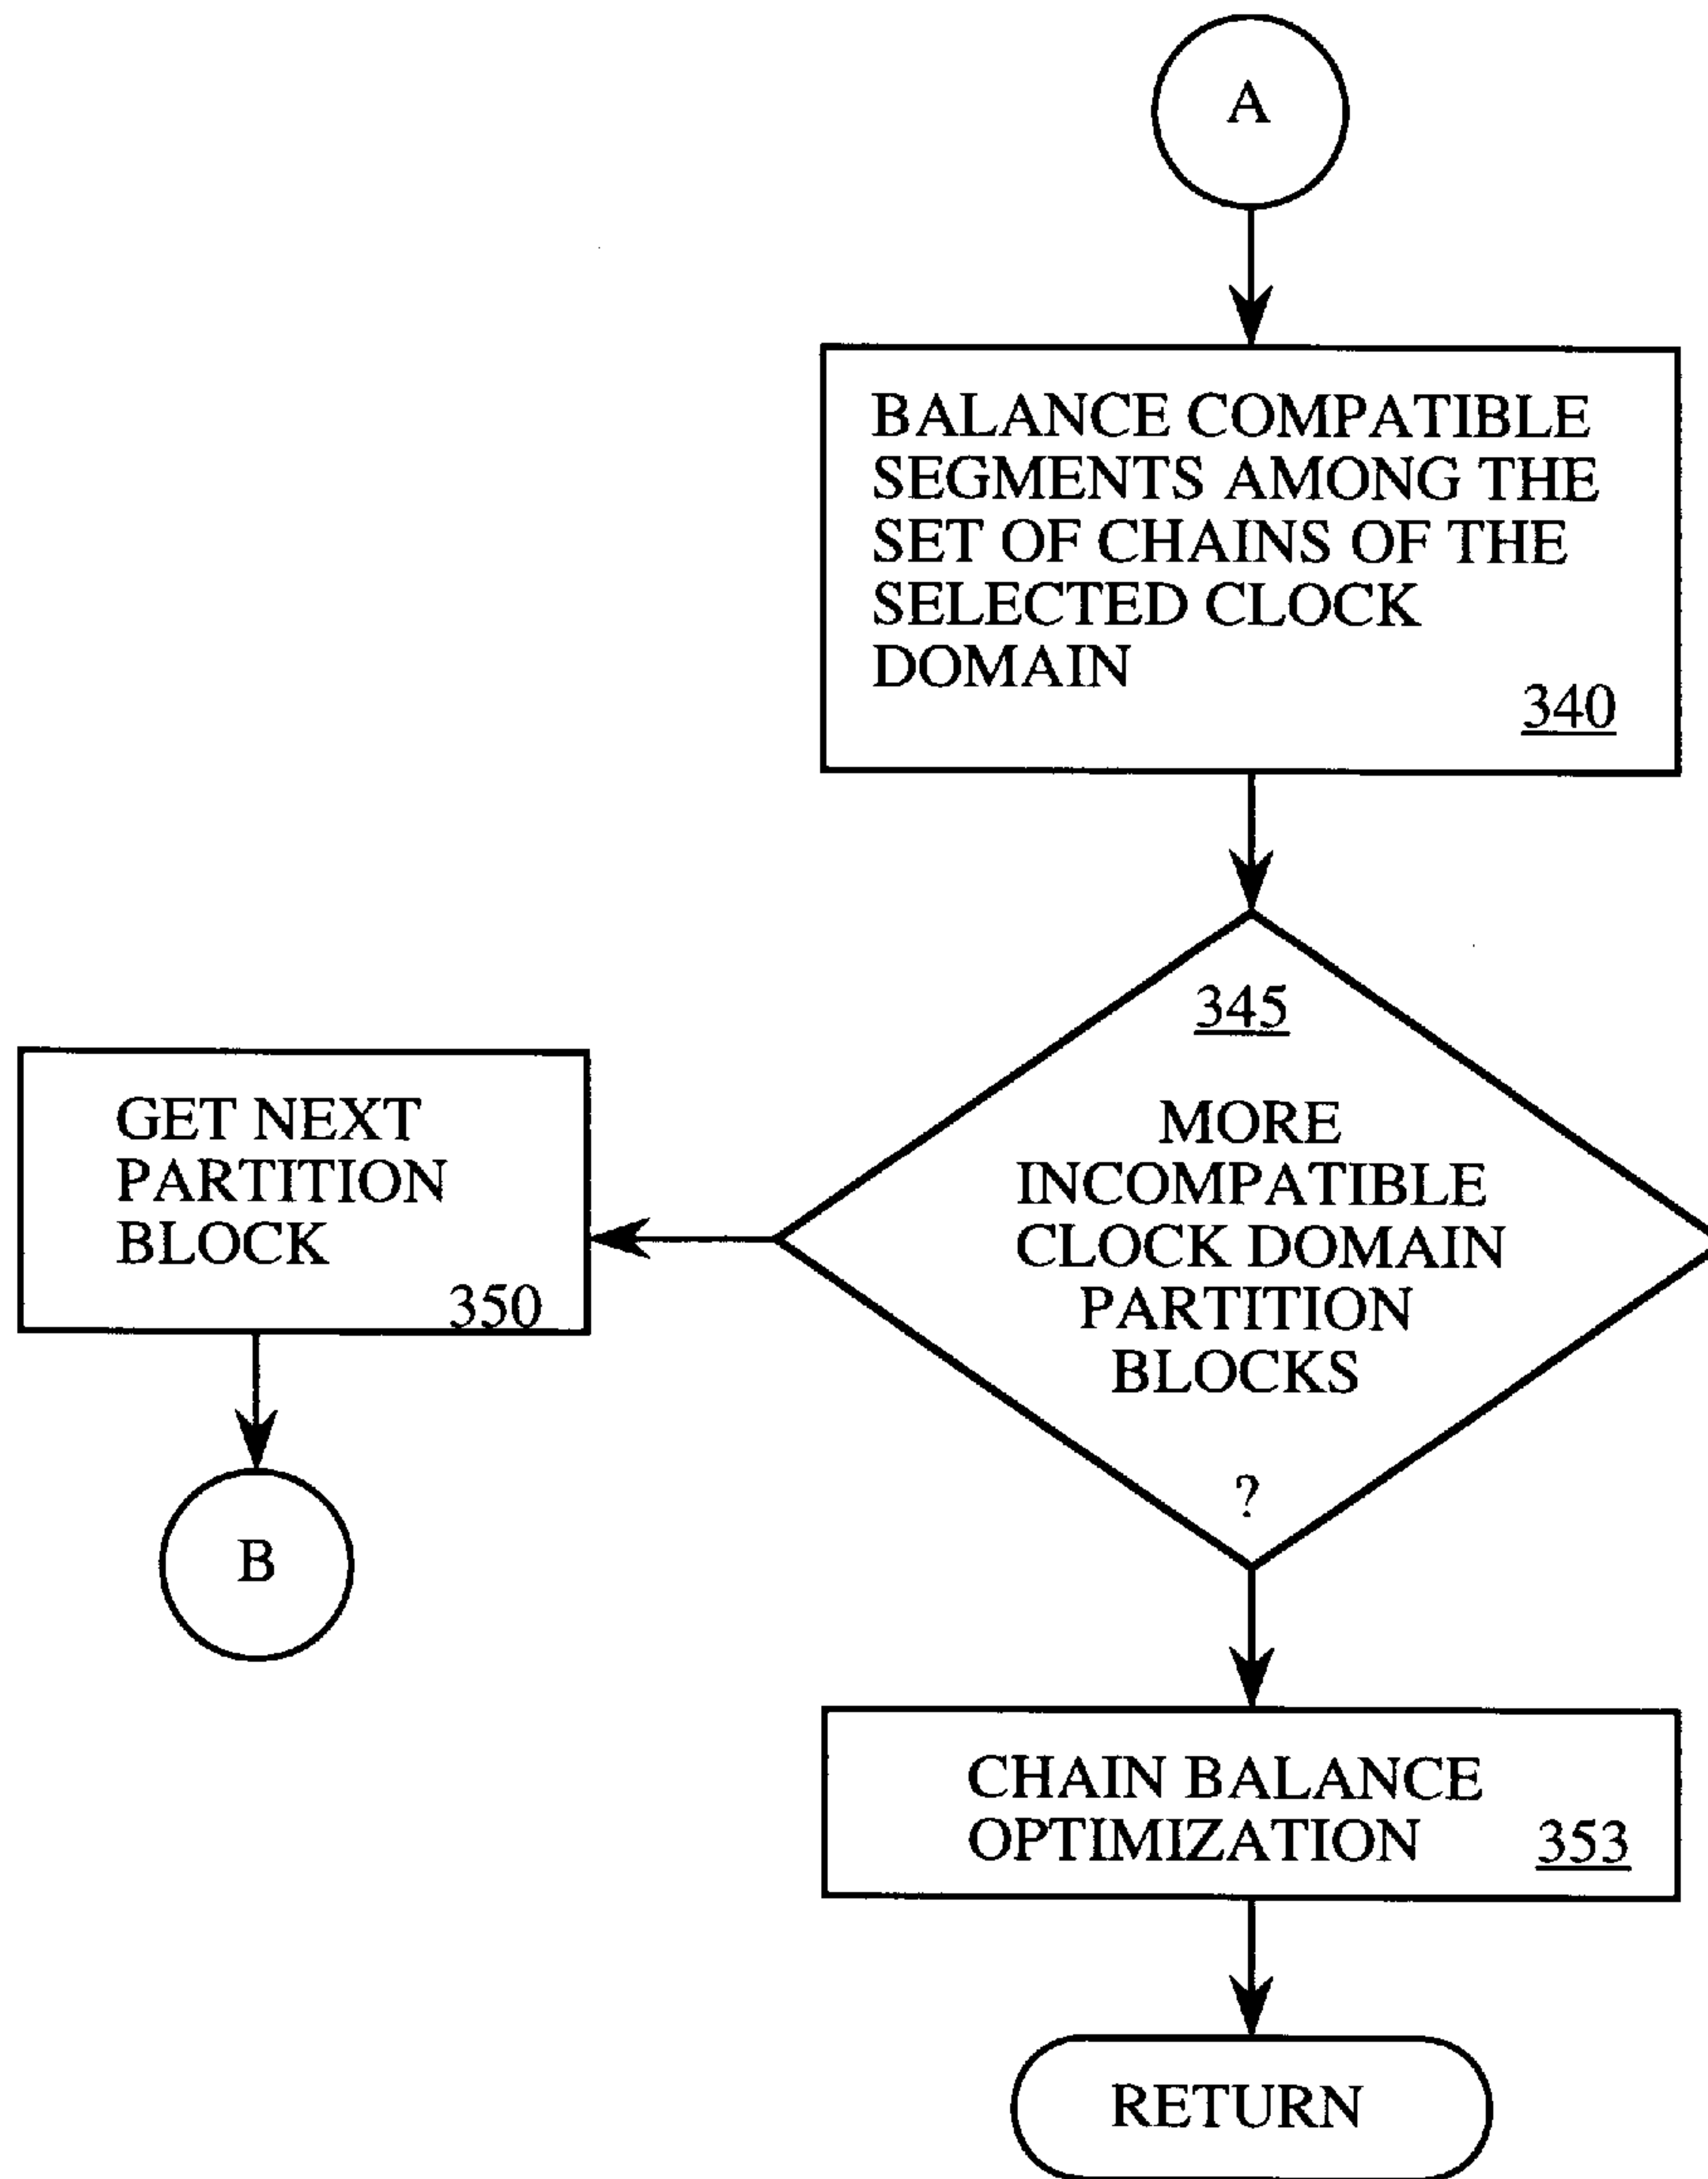 A
BALANCE COMPATIBLE
SEGMENTS AMONG THE
SET OF CHAINS OF THE
SELECTED CLOCK
DOMAIN
340
345
MORE
INCOMPATIBLE
CLOCK DOMAIN
PARTITION
BLOCKS
?
GET NEXT
PARTITION
BLOCK
350
B
CHAIN BALANCE
OPTIMIZATION 353
RETURN